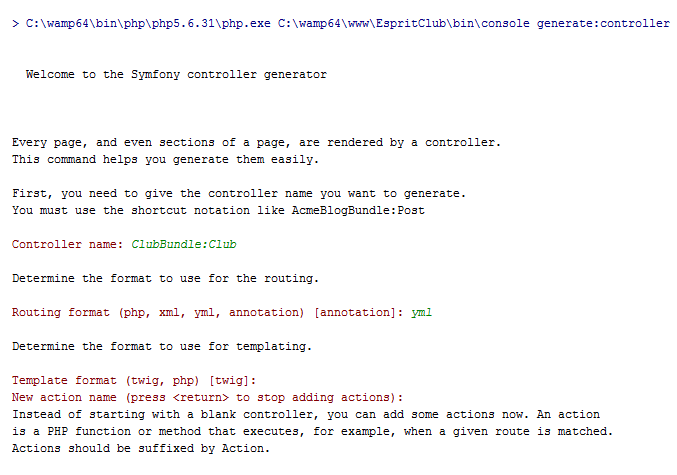 > C:\wamp64\bin\php\php5.6.31\php.exe C:\wamp64\www\EspritClub\bin\console generate:controller
Welcome to the Symfony controller generator
Every page, and even sections of a page, are rendered by a controller.
This command helps you generate them easily.
First, you need to give the controller name you want to generate.
You must use the shortcut notation like AcmeBlogBundle:Post
Controller name: ClubBundle:Club
Determine the format to use for the routing.
Routing format (php, xml, yml, annotation) [annotation]: yml
Determine the format to use for templating.
Template format (twig, php) [twig]:
New action name (press <return> to stop adding actions):
Instead of starting with a blank controller, you can add some actions now. An action
is a PHP function or method that executes, for example, when a given route is matched.
Actions should be suffixed by Action.